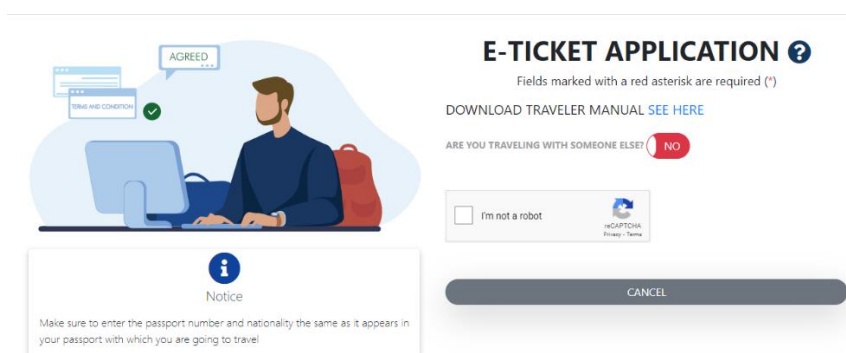 AGREED
TERMS AND CONDITION
Notice
Make sure to enter the passport number and nationality the same as it appears in
your passport with which you are going to travel
E-TICKET APPLICATION ?
Fields marked with a red asterisk are required (*)
DOWNLOAD TRAVELER MANUAL SEE HERE
ARE YOU TRAVELING WITH SOMEONE ELSE? NO
I'm not a robot
reCAPTCHA
Privacy - Terms
CANCEL